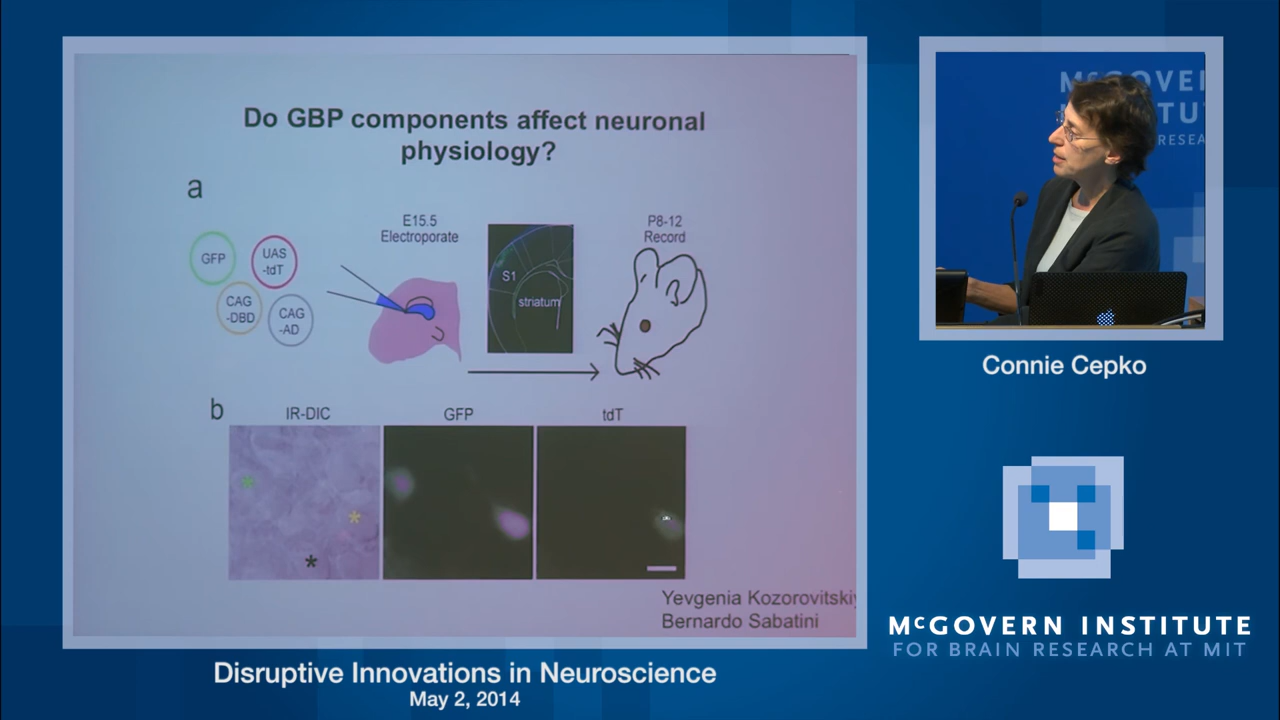 Do GBP components affect neuronal
physiology?
a
GFP
UAS
-tdT
CAG
-DBD
CAG
-AD
E15.5
Electroporate
S1
striatum
P8-12
Record
b
IR-DIC
GFP
tdT
Yevgenia Kozorovitskiy
Bernardo Sabatini
Disruptive Innovations in Neuroscience
May 2, 2014
Connie Cepko
MCGOVERN INSTITUTE
FOR BRAIN RESEARCH AT MIT